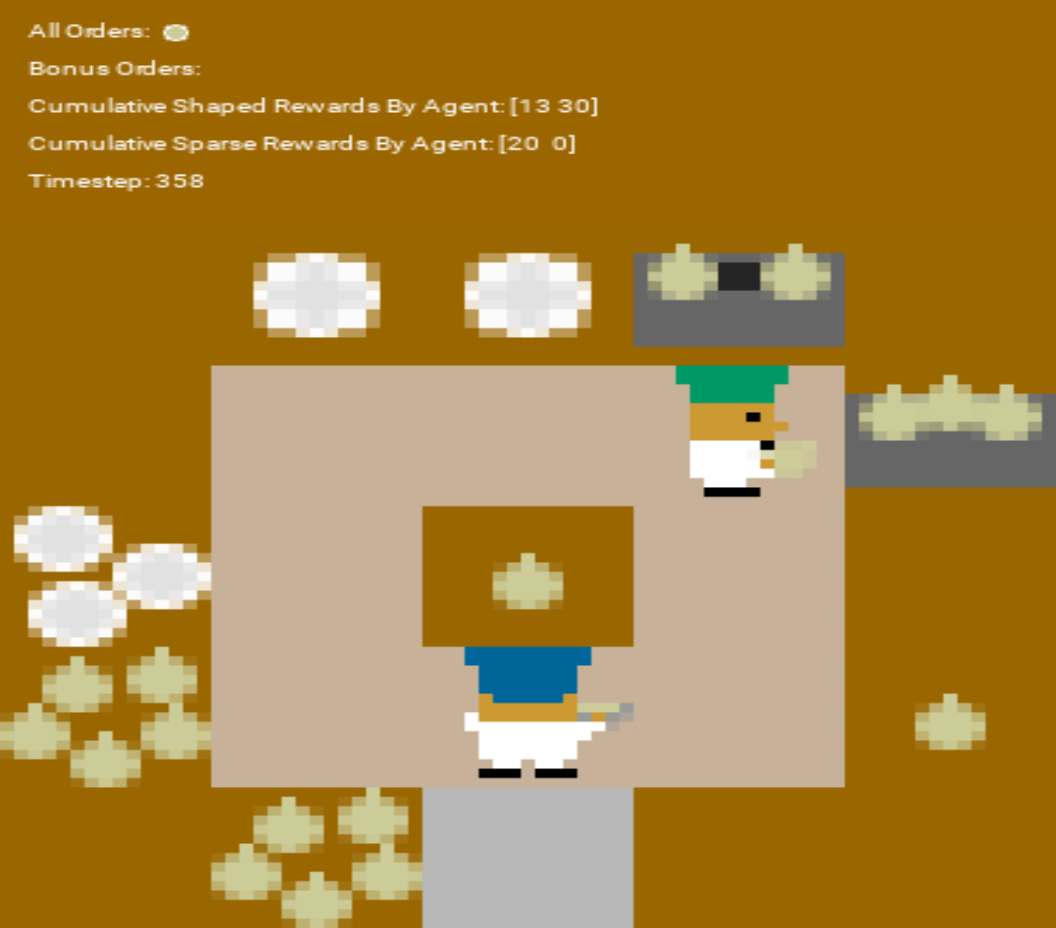 All Orders:
Bonus Orders:
Cumulative Shaped Rewards By Agent: [13 30]
Cumulative Sparse Rewards By Agent: [20  0]
Timestep: 358